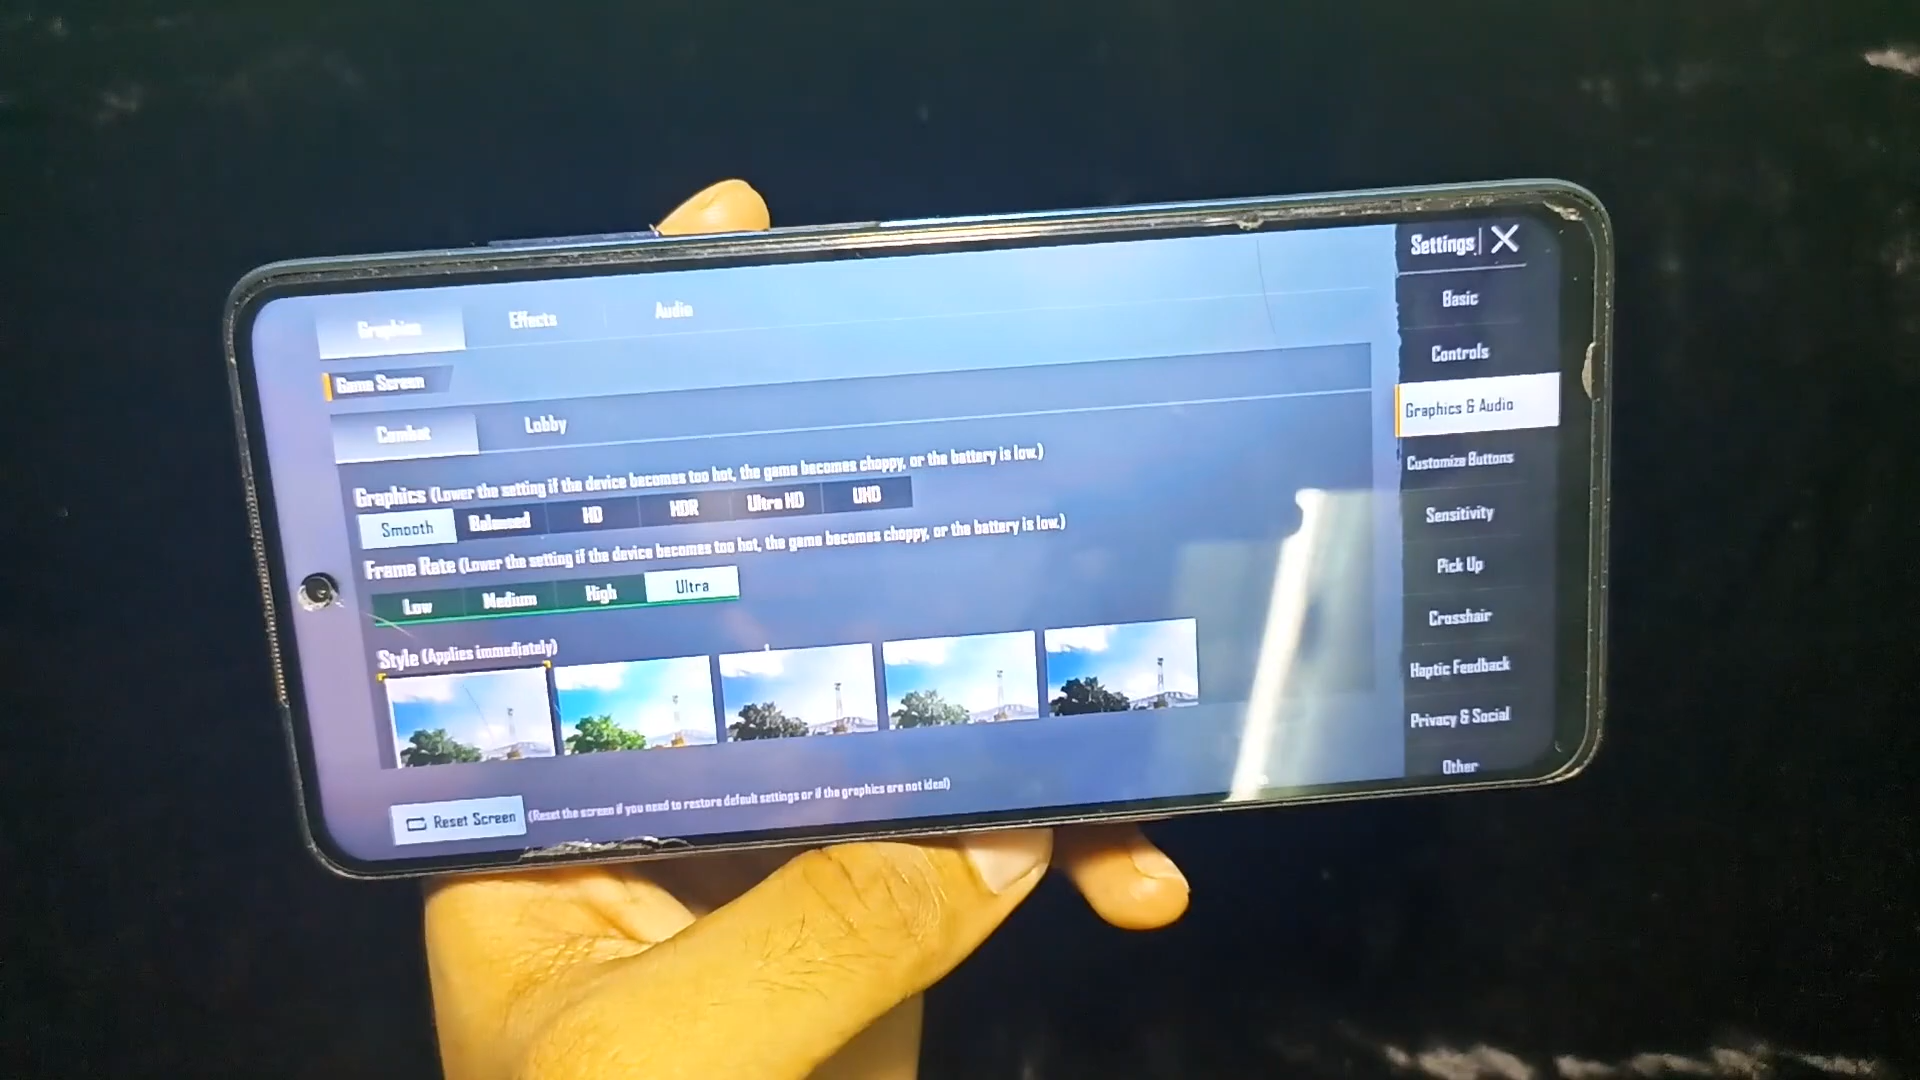 Graphics Effects Audio
Game Screen
Combat Lobby
Graphics (Lower the setting if the device becomes too hot, the game becomes choppy, or the battery is low.)
Smooth Balanced HD HDR Ultra HD UHD
Frame Rate (Lower the setting if the device becomes too hot, the game becomes choppy, or the battery is low.)
Low Medium High Ultra
Style (Applies immediately)
Reset Screen (Reset the screen if you need to restore default settings or if the graphics are not ideal)
Settings
Basic
Controls
Graphics & Audio
Customize Buttons
Sensitivity
Pick Up
Crosshair
Haptic Feedback
Privacy & Social
Other